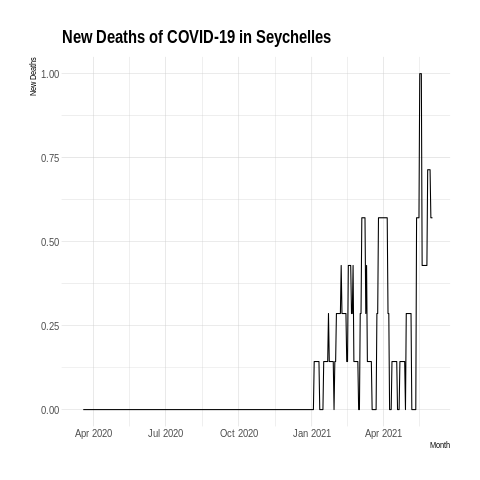 New Deaths of COVID-19 in Seychelles
New Deaths
1.00
0.75
0.50
0.25
0.00
Apr 2020 Jul 2020 Oct 2020 Jan 2021 Apr 2021
Month